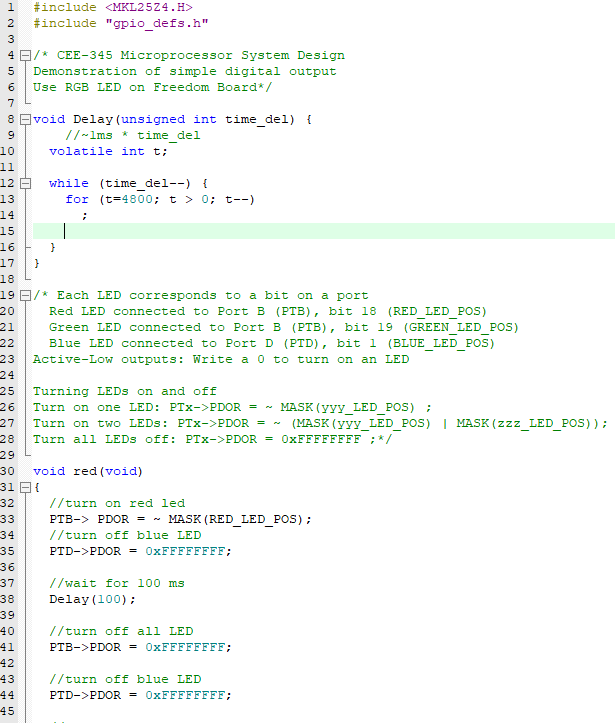 1 #include <MKL25Z4.H>
2 #include "gpio_defs.h"
3
4 /* CEE-345 Microprocessor System Design
5 Demonstration of simple digital output
6 Use RGB LED on Freedom Board*/
7
8 void Delay(unsigned int time_del) {
9 //~1ms * time_del
10 volatile int t;
11
12 while (time_del--) {
13 for (t=4800; t > 0; t--)
14 ;
15
16 }
17 }
18
19 /* Each LED corresponds to a bit on a port
20 Red LED connected to Port B (PTB), bit 18 (RED_LED_POS)
21 Green LED connected to Port B (PTB), bit 19 (GREEN_LED_POS)
22 Blue LED connected to Port D (PTD), bit 1 (BLUE_LED_POS)
23 Active-Low outputs: Write a 0 to turn on an LED
24
25 Turning LEDs on and off
26 Turn on one LED: PTx->PDOR = ~ MASK(yyy_LED_POS) ;
27 Turn on two LEDs: PTx->PDOR = ~ (MASK(yyy_LED_POS) | MASK(zzz_LED_POS));
28 Turn all LEDs off: PTx->PDOR = 0xFFFFFFFF ;*/
29
30 void red(void)
31 {
32 //turn on red led
33 PTB-> PDOR = ~ MASK(RED_LED_POS);
34 //turn off blue LED
35 PTD->PDOR = 0xFFFFFFFF;
36
37 //wait for 100 ms
38 Delay(100);
39
40 //turn off all LED
41 PTB->PDOR = 0xFFFFFFFF;
42
43 //turn off blue LED
44 PTD->PDOR = 0xFFFFFFFF;
45